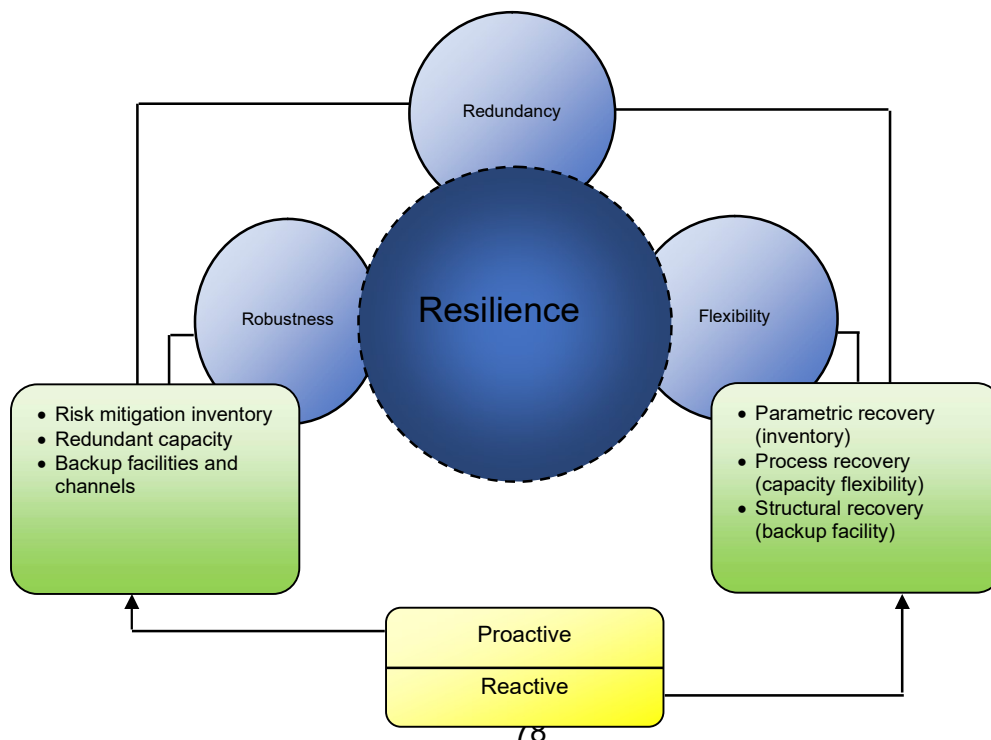 Redundancy
Robustness
Resilience
Flexibility
• Risk mitigation inventory
• Redundant capacity
• Backup facilities and
channels
• Parametric recovery
(inventory)
• Process recovery
(capacity flexibility)
• Structural recovery
(backup facility)
Proactive
Reactive
78